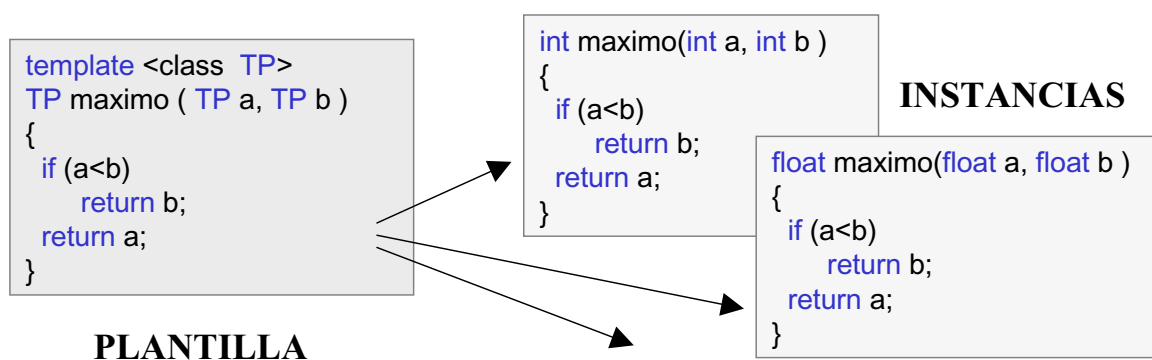 template <class TP>
TP maximo ( TP a, TP b )
{
if (a<b)
return b;
return a;
}
PLANTILLA
int maximo(int a, int b )
{
if (a<b)
return b;
return a;
}
INSTANCIAS
float maximo(float a, float b )
{
if (a<b)
return b;
return a;
}